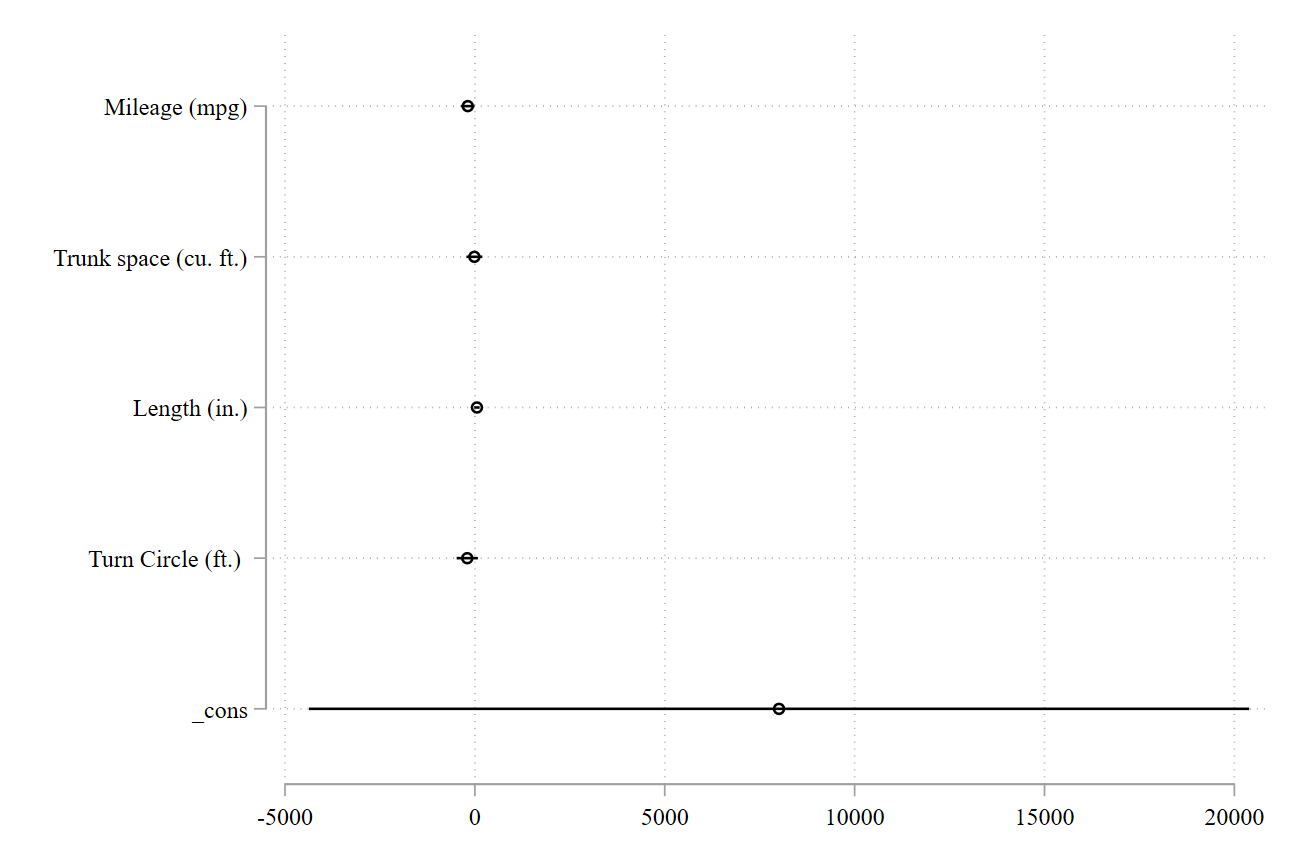 Mileage (mpg)
Trunk space (cu. ft.)
Length (in.)
Turn Circle (ft.)
_cons
-5000 0 5000 10000 15000 20000